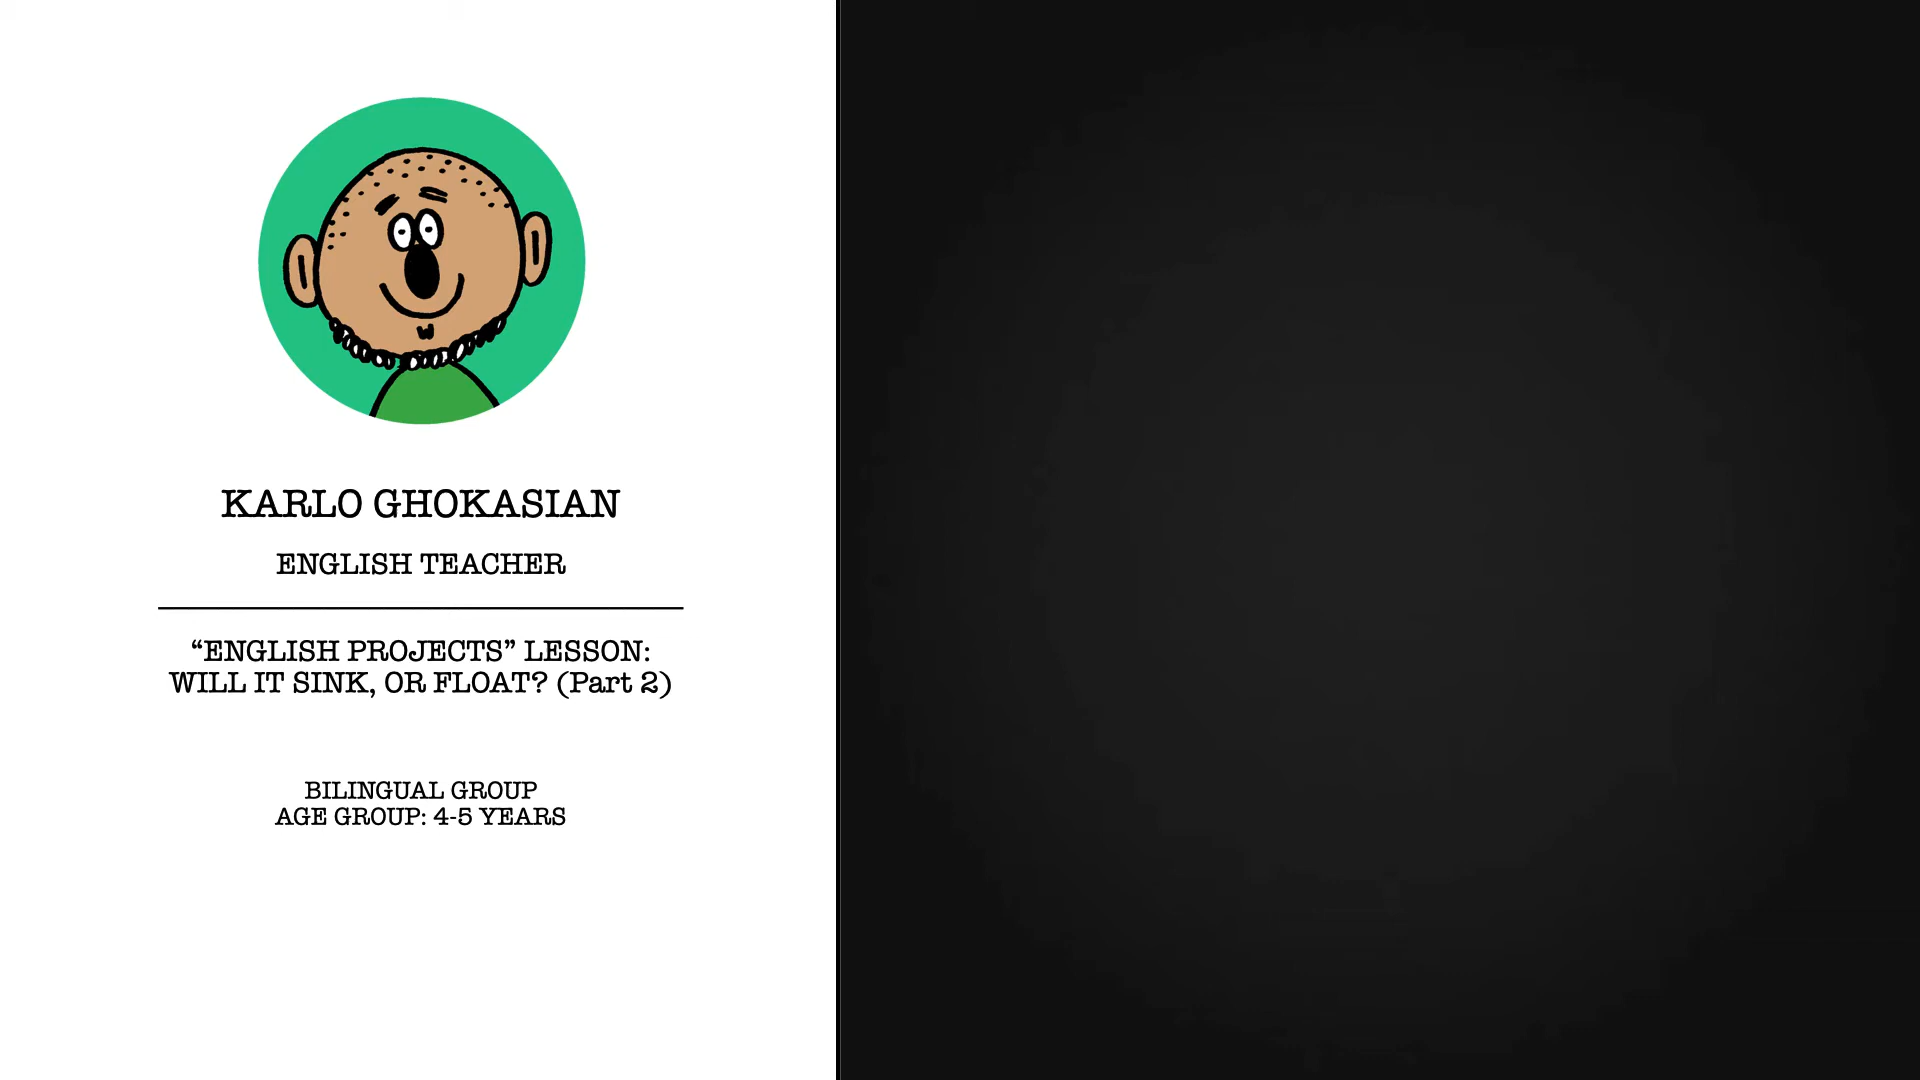 KARLO GHOKASIAN
ENGLISH TEACHER
“ENGLISH PROJECTS” LESSON:
WILL IT SINK, OR FLOAT? (Part 2)
BILINGUAL GROUP
AGE GROUP: 4-5 YEARS